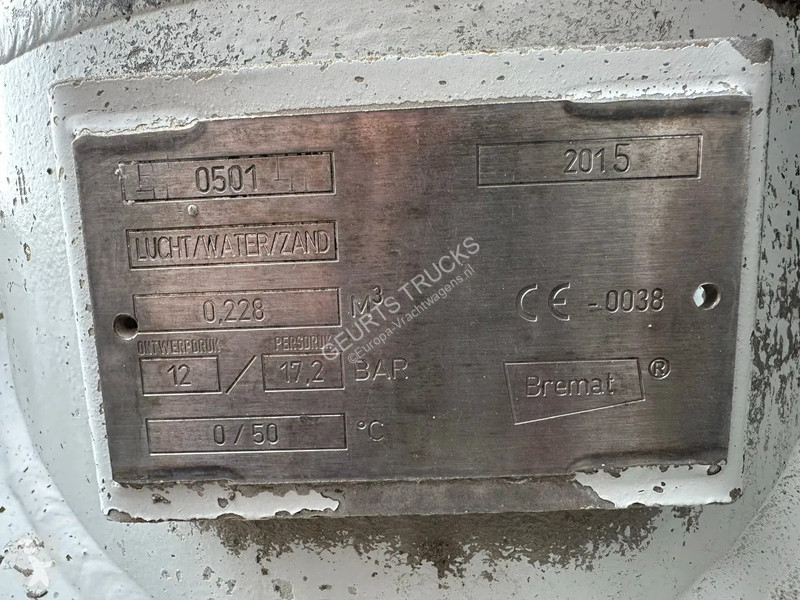 0501
2015
LUCHT/WATER/ZAND
0,228 M³
CE -0038
ONTWERPDRUK PERSDRUK
12 / 17,2 BAR
Bremat ®
0/50 °C
GEURTS TRUCKS
©Europa-Vrachtwagens.nl